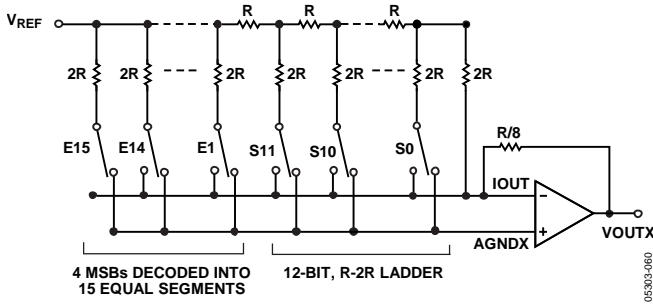 R R R
VREF
2R 2R 2R 2R 2R 2R 2R
E15 E14 E1 S11 S10 S0
R/8
IOUT
VOUTX
AGNDX
4 MSBs DECODED INTO
15 EQUAL SEGMENTS
12-BIT, R-2R LADDER
05303-060